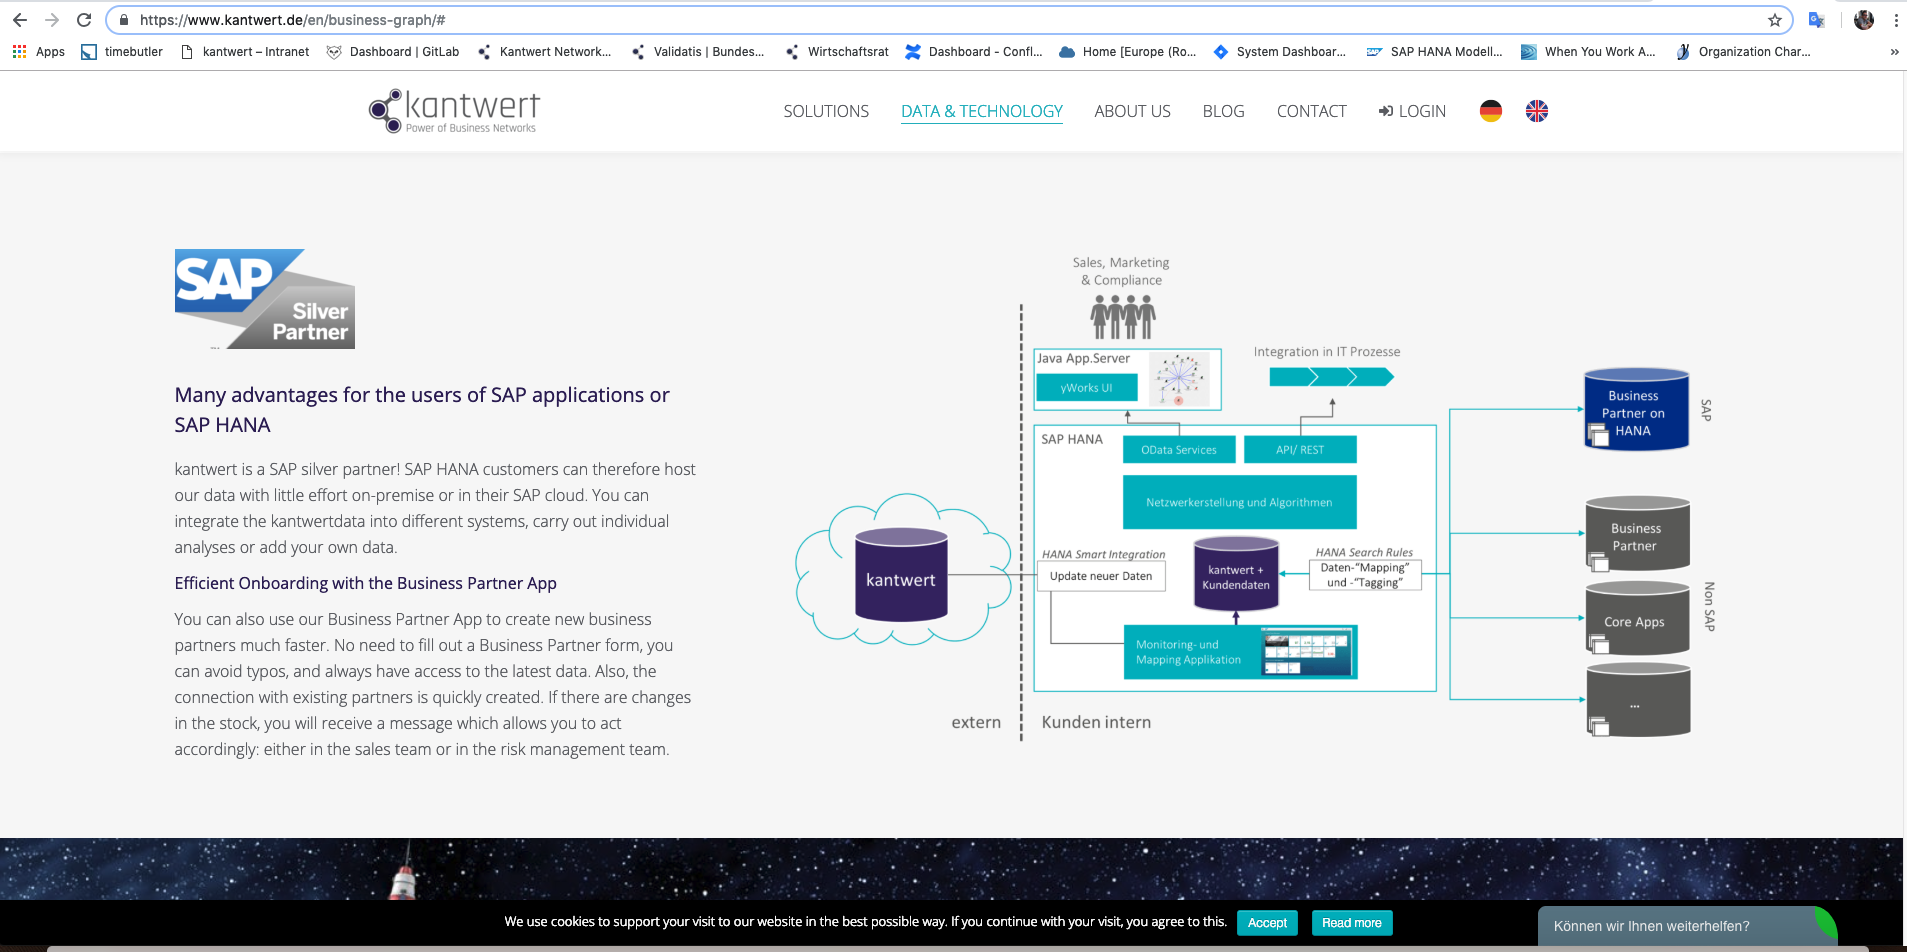 https://www.kantwert.de/en/business-graph/#
Apps
timebutler
kantwert – Intranet
Dashboard | GitLab
Kantwert Network...
Validatis | Bundes...
Wirtschaftsrat
Dashboard - Confl...
Home [Europe (Ro...
System Dashboar...
SAP HANA Modell...
When You Work A...
Organization Char...
»
kantwert
Power of Business Networks
SOLUTIONS
DATA & TECHNOLOGY
ABOUT US
BLOG
CONTACT
LOGIN
SAP
Silver
Partner
Many advantages for the users of SAP applications or
SAP HANA
kantwert is a SAP silver partner! SAP HANA customers can therefore host
our data with little effort on-premise or in their SAP cloud. You can
integrate the kantwertdata into different systems, carry out individual
analyses or add your own data.
Efficient Onboarding with the Business Partner App
You can also use our Business Partner App to create new business
partners much faster. No need to fill out a Business Partner form, you
can avoid typos, and always have access to the latest data. Also, the
connection with existing partners is quickly created. If there are changes
in the stock, you will receive a message which allows you to act
accordingly: either in the sales team or in the risk management team.
Sales, Marketing
& Compliance
Java App.Server
yWorks UI
Integration in IT Prozesse
SAP HANA
OData Services
API/ REST
Netzwerkerstellung und Algorithmen
HANA Smart Integration
Update neuer Daten
kantwert +
Kundendaten
HANA Search Rules
Daten-“Mapping”
und -“Tagging”
Monitoring- und
Mapping Applikation
kantwert
extern
Kunden intern
Business
Partner on
HANA
SAP
Business
Partner
Core Apps
...
Non SAP
We use cookies to support your visit to our website in the best possible way. If you continue with your visit, you agree to this.
Accept
Read more
Können wir Ihnen weiterhelfen?